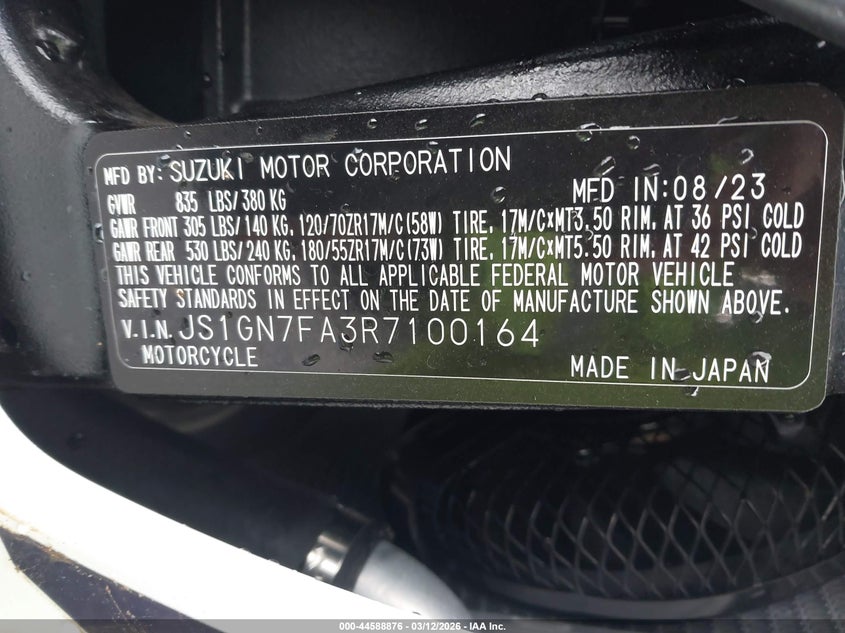 MFD BY: SUZUKI MOTOR CORPORATION
GVWR 835 LBS/380 KG MFD IN:08/23
GAWR FRONT 305 LBS/140 KG, 120/70ZR17M/C(58W) TIRE, 17M/C×MT3.50 RIM. AT 36 PSI COLD
GAWR REAR 530 LBS/240 KG, 180/55ZR17M/C(73W) TIRE, 17M/C×MT5.50 RIM. AT 42 PSI COLD
THIS VEHICLE CONFORMS TO ALL APPLICABLE FEDERAL MOTOR VEHICLE
SAFETY STANDARDS IN EFFECT ON THE DATE OF MANUFACTURE SHOWN ABOVE.
V.I.N. JS1GN7FA3R7100164
MOTORCYCLE MADE IN JAPAN
000-44588876 - 03/12/2026 - IAA Inc.